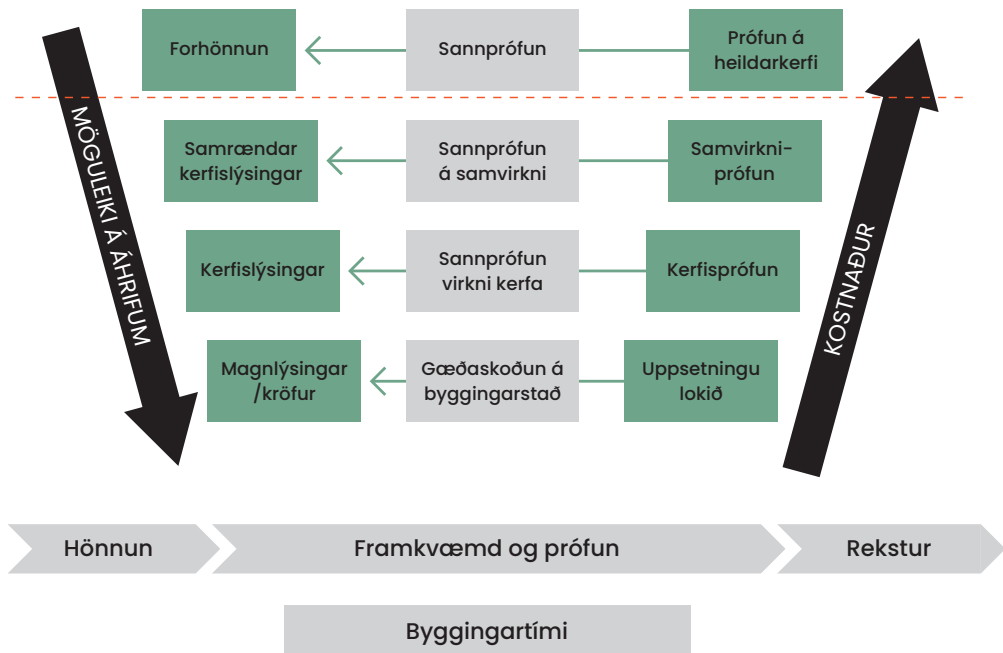 Forhönnun
Sannprófun
Prófun á
heildarkerfi
MÖGULEIKI Á ÁHRIFUM
Samrændar
kerfislýsingar
Sannprófun
á samvirkni
Samvirkni-
prófun
KOSTNAÐUR
Kerfislýsingar
Sannprófun
virkni kerfa
Kerfisprófun
Magnlýsingar
/kröfur
Gæðaskoðun á
byggingarstað
Uppsetningu
lokið
Hönnun
Framkvæmd og prófun
Rekstur
Byggingartími